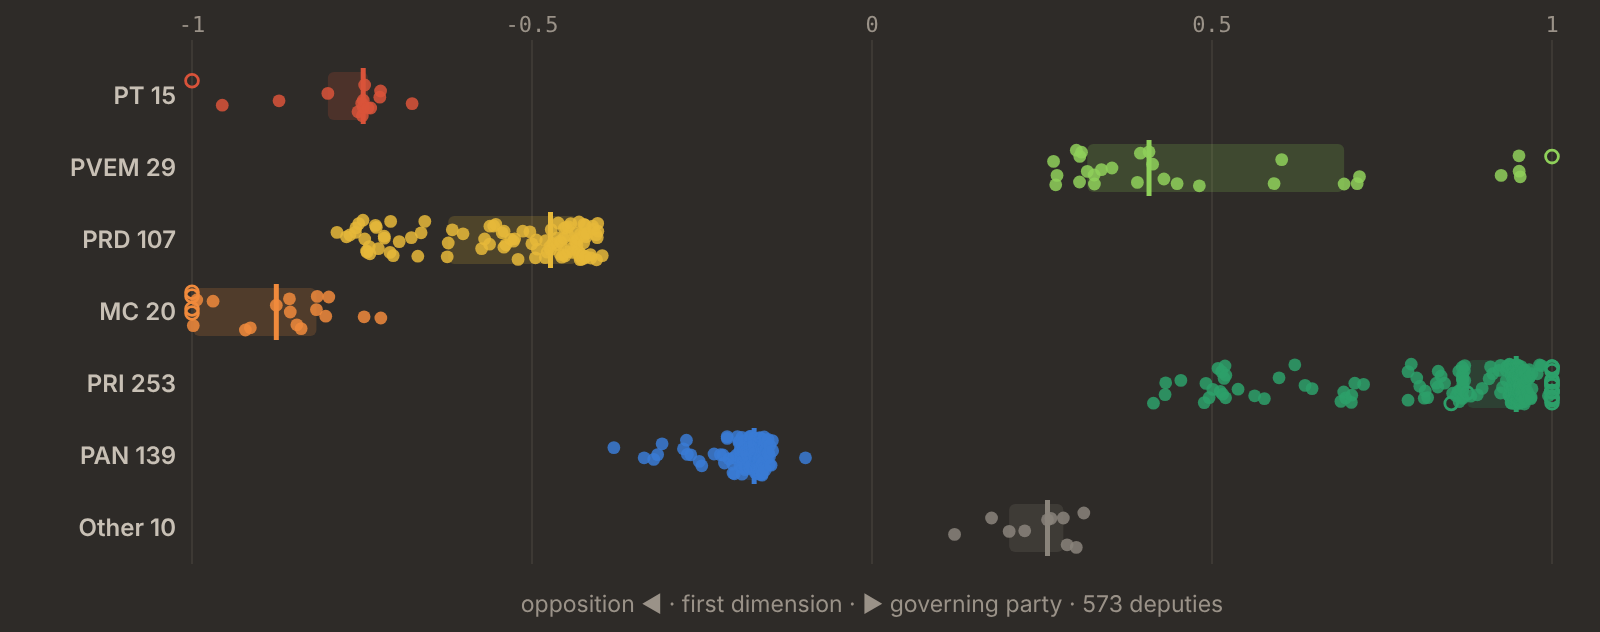 -1 -0.5 0 0.5 1
PT 15
PVEM 29
PRD 107
MC 20
PRI 253
PAN 139
Other 10
opposition ◀ · first dimension · ▶ governing party · 573 deputies